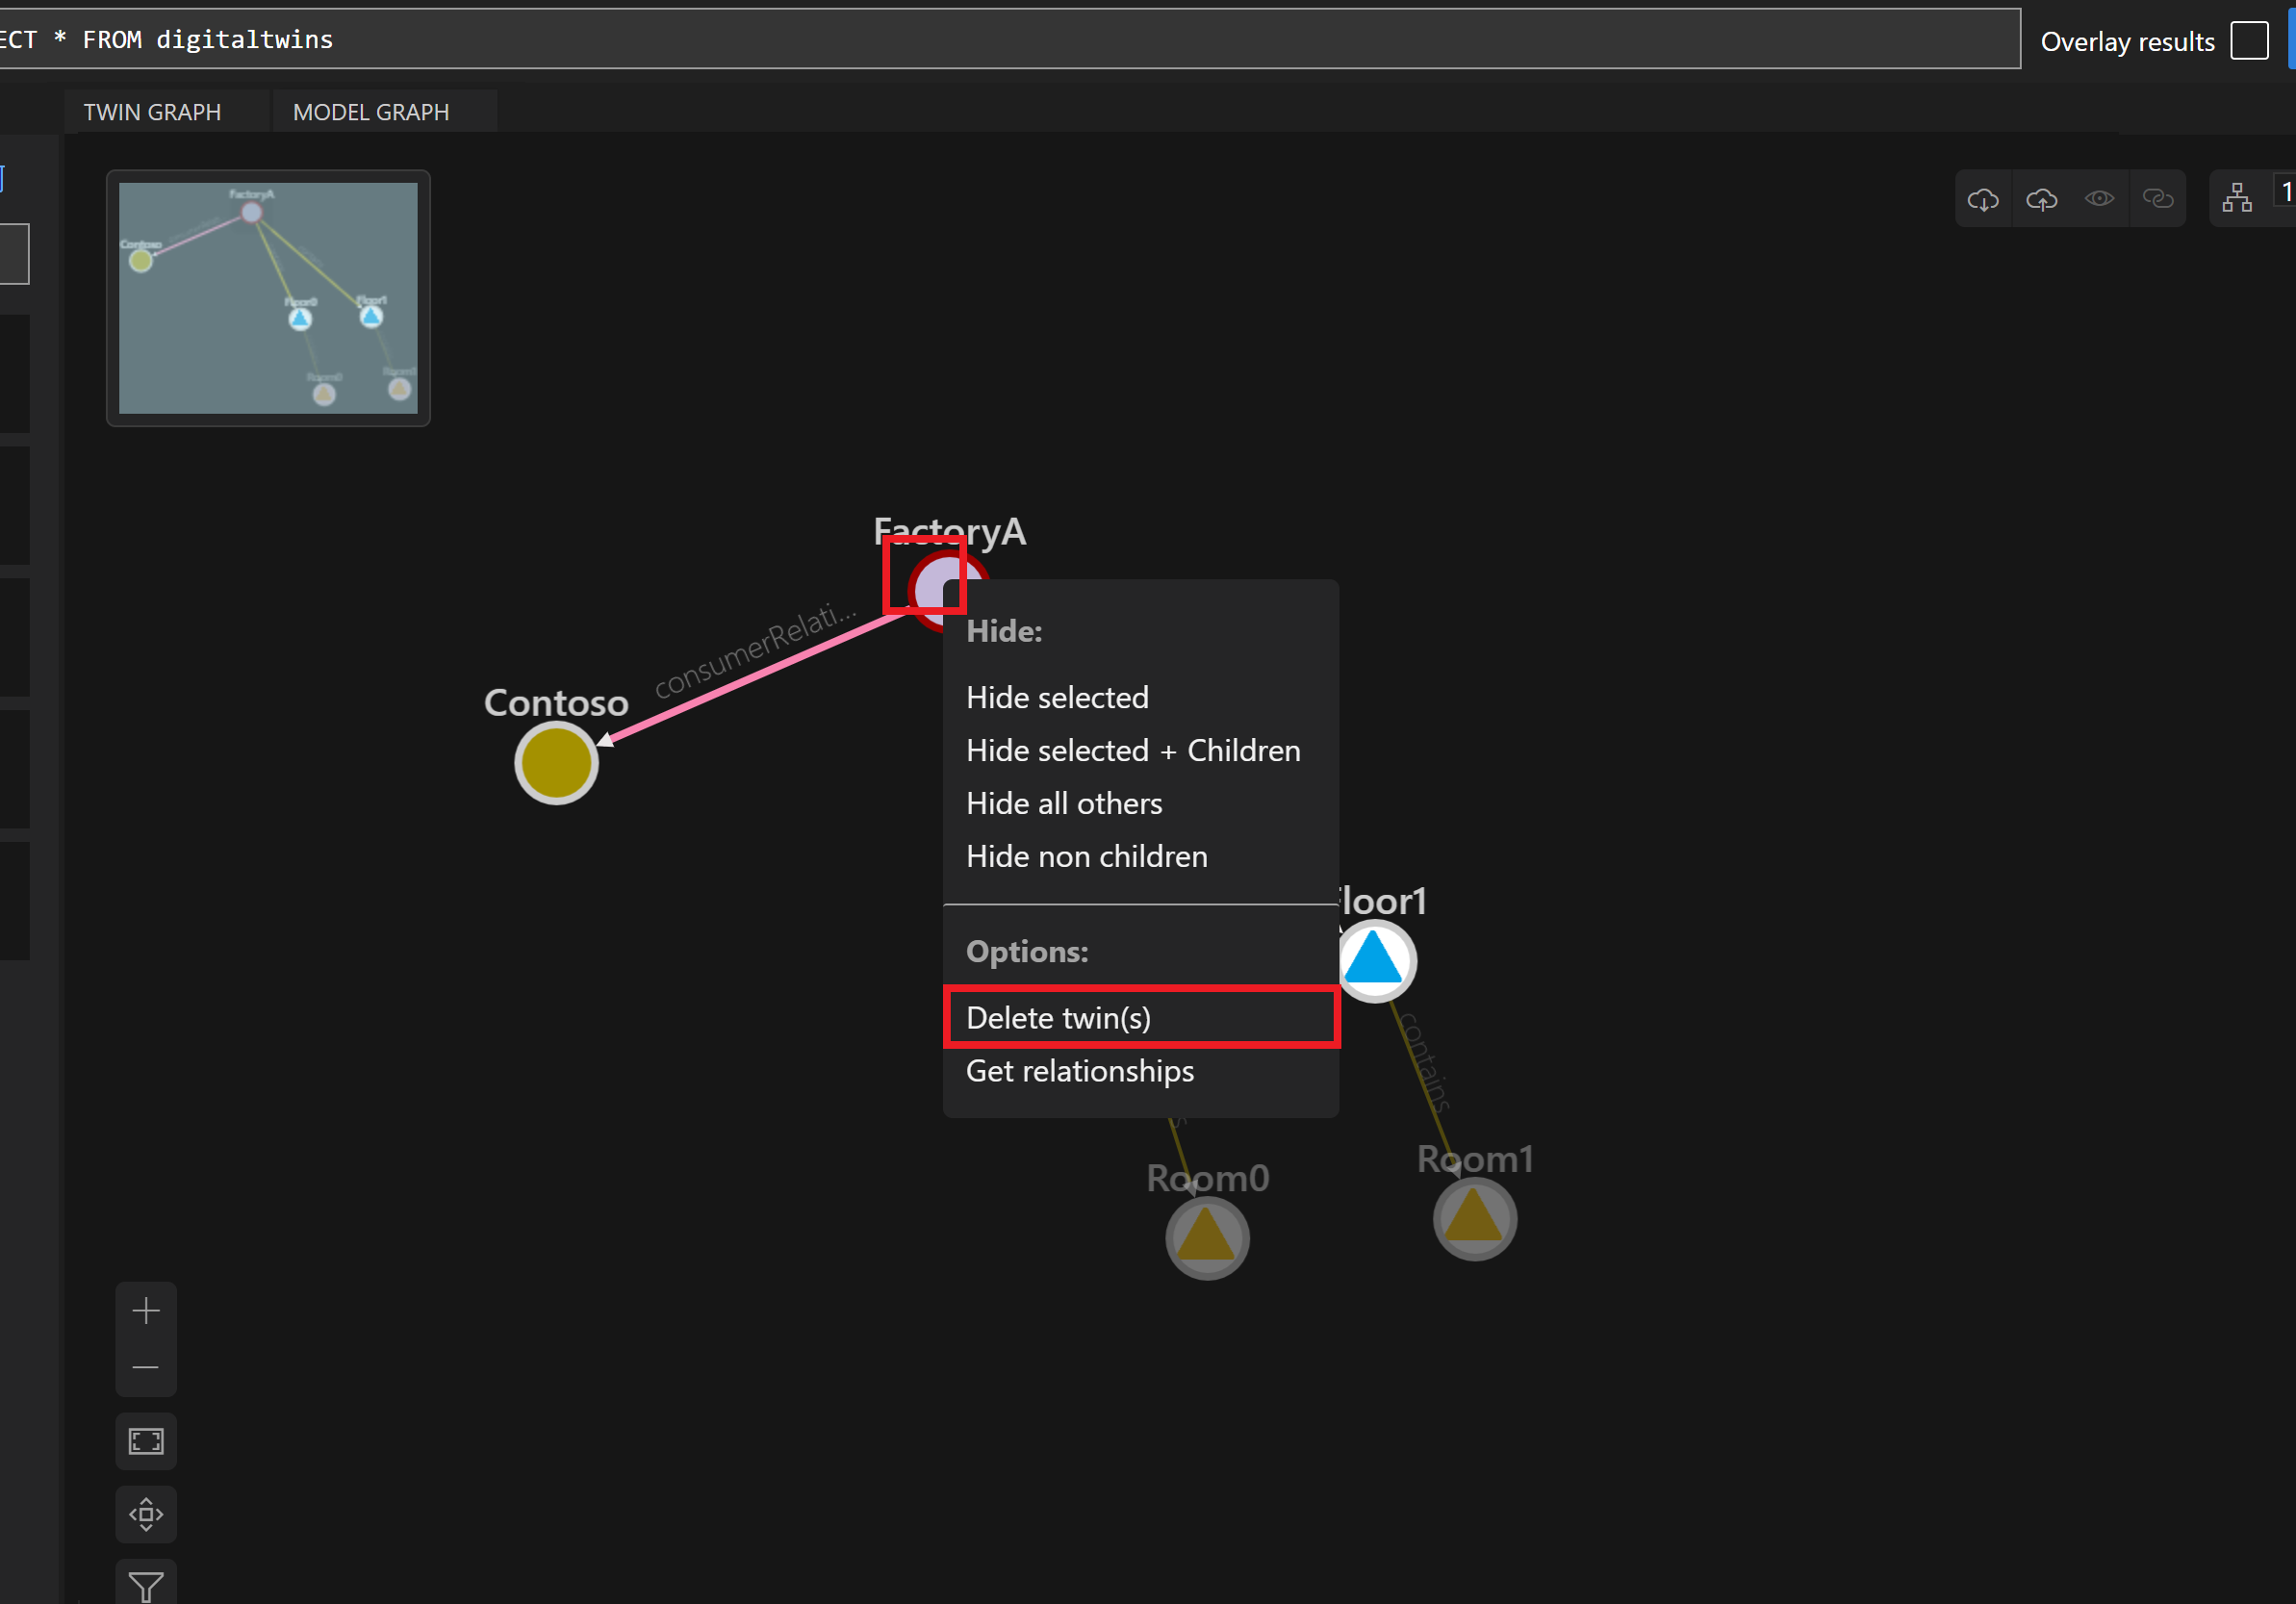 ECT * FROM digitaltwins
Overlay results
TWIN GRAPH
MODEL GRAPH
1
FactoryA
Contoso
Floor0
Floor1
Room0
Room1
FactoryA
consumerRelati...
Contoso
Hide:
Hide selected
Hide selected + Children
Hide all others
Hide non children
loor1
Options:
Delete twin(s)
Get relationships
contains
s
Room0
Room1